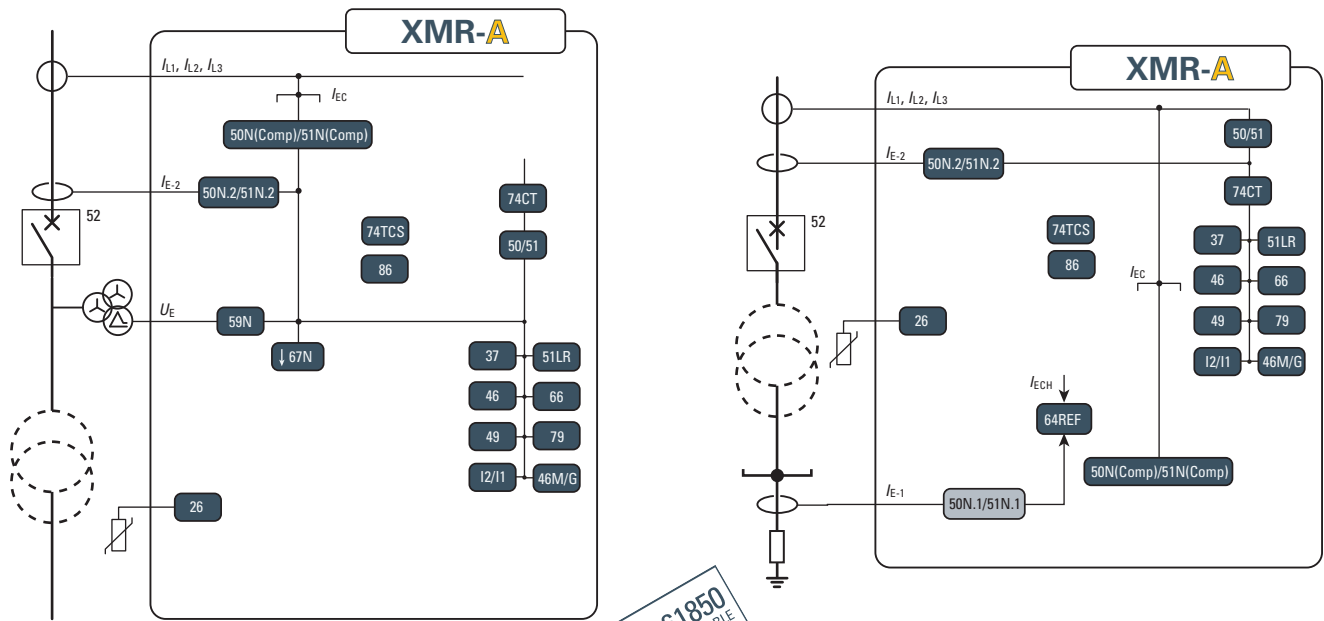 XMR-A
IL1, IL2, IL3
IEC
50N(Comp)/51N(Comp)
IE-2
50N.2/51N.2
52
74TCS
86
74CT
50/51
UE
59N
↓ 67N
37
51LR
46
66
49
79
I2/I1
46M/G
26
XMR-A
IL1, IL2, IL3
50/51
IE-2
50N.2/51N.2
74CT
52
74TCS
86
37
51LR
IEC
46
66
26
49
79
I2/I1
46M/G
IECH
64REF
50N(Comp)/51N(Comp)
IE-1
50N.1/51N.1
1850